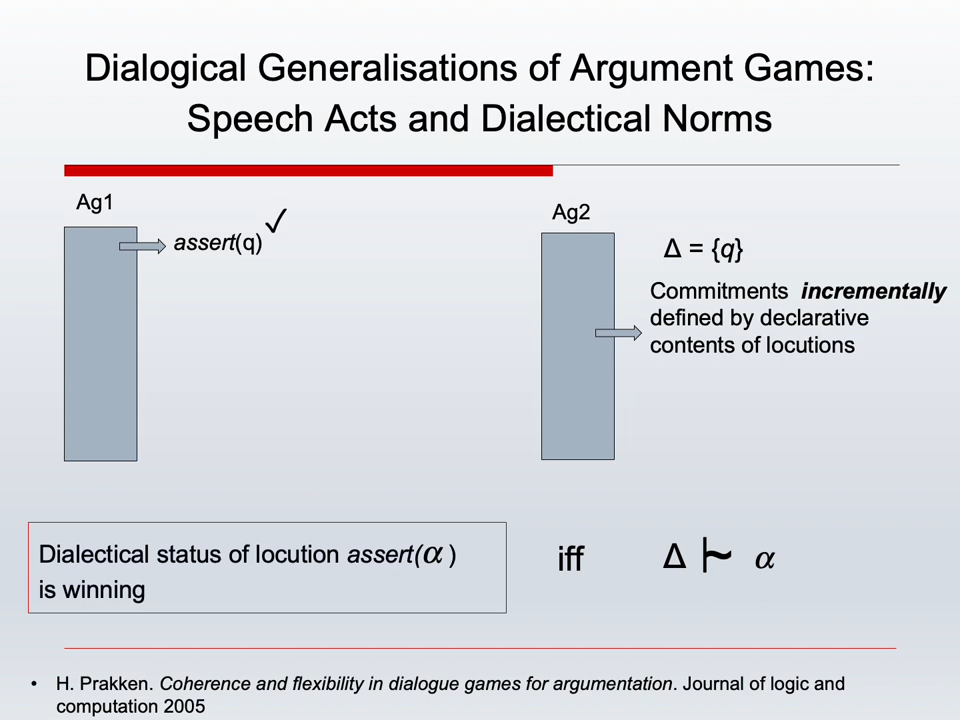 Dialogical Generalisations of Argument Games:
Speech Acts and Dialectical Norms
Ag1
assert(q) ✓
Ag2
Δ = {q}
Commitments incrementally
defined by declarative
contents of locutions
Dialectical status of locution assert(α)
is winning
iff
Δ |~ α
• H. Prakken. Coherence and flexibility in dialogue games for argumentation. Journal of logic and
computation 2005